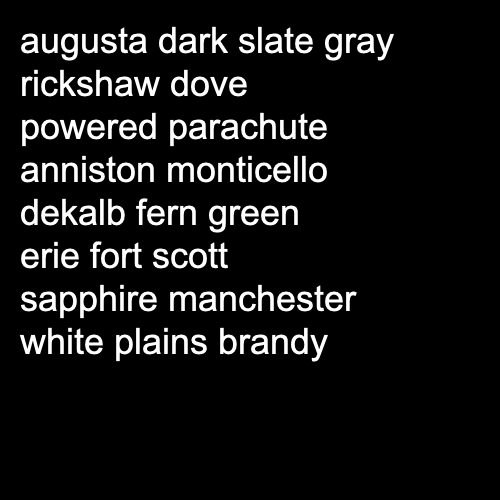 augusta dark slate gray
rickshaw dove
powered parachute
anniston monticello
dekalb fern green
erie fort scott
sapphire manchester
white plains brandy